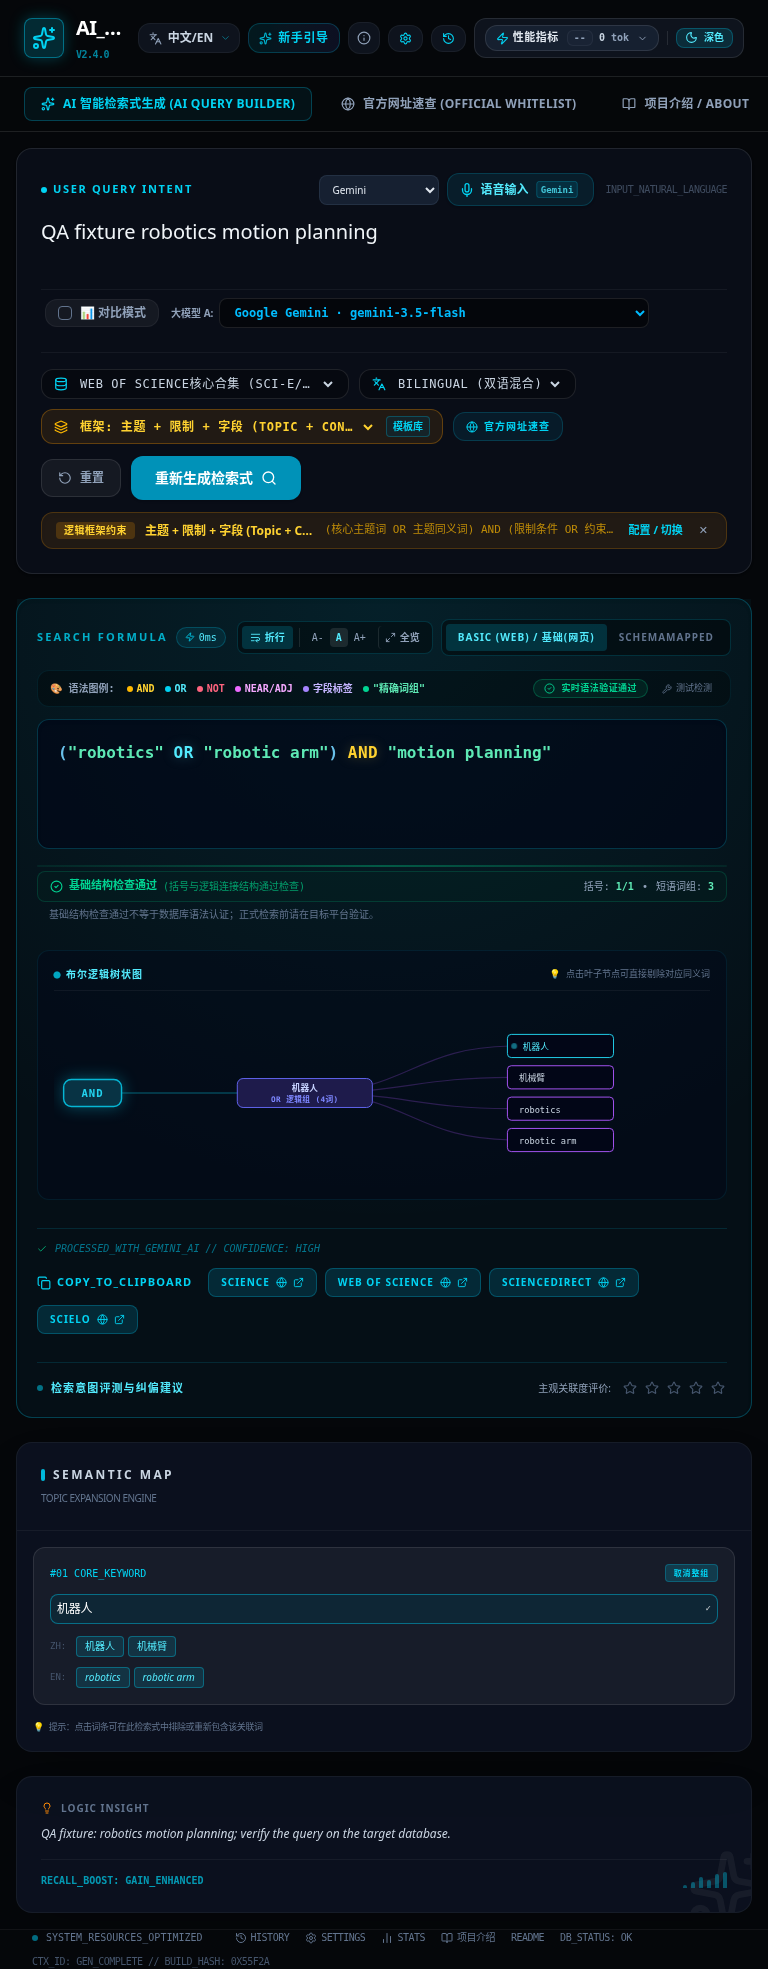 AI_...
V2.4.0
中文/EN
新手引导
性能指标 -- 0 tok
深色
AI 智能检索式生成 (AI QUERY BUILDER)
官方网址速查 (OFFICIAL WHITELIST)
项目介绍 / ABOUT
USER QUERY INTENT
Gemini
语音输入 Gemini
INPUT_NATURAL_LANGUAGE
QA fixture robotics motion planning
📊 对比模式
大模型 A:
Google Gemini · gemini-3.5-flash
WEB OF SCIENCE核心合集 (SCI-E/...
BILINGUAL (双语混合)
框架: 主题 + 限制 + 字段 (TOPIC + CON...
模板库
官方网址速查
重置
重新生成检索式
逻辑框架约束
主题 + 限制 + 字段 (Topic + C...
(核心主题词 OR 主题同义词) AND (限制条件 OR 约束...
配置 / 切换
×
SEARCH FORMULA
0ms
折行
A-
A
A+
全览
BASIC (WEB) / 基础(网页)
SCHEMAMAPPED
🎨 语法图例:
AND
OR
NOT
NEAR/ADJ
字段标签
"精确词组"
实时语法验证通过
测试检测
("robotics" OR "robotic arm") AND "motion planning"
基础结构检查通过 (括号与逻辑连接结构通过检查)
括号: 1/1 • 短语词组: 3
基础结构检查通过不等于数据库语法认证；正式检索前请在目标平台验证。
布尔逻辑树状图
💡 点击叶子节点可直接剔除对应同义词
AND
机器人
OR 逻辑组 (4词)
机器人
机械臂
robotics
robotic arm
PROCESSED_WITH_GEMINI_AI // CONFIDENCE: HIGH
COPY_TO_CLIPBOARD
SCIENCE
WEB OF SCIENCE
SCIENCEDIRECT
SCIELO
检索意图评测与纠偏建议
主观关联度评价:
SEMANTIC MAP
TOPIC EXPANSION ENGINE
#01 CORE_KEYWORD
取消整组
机器人
✓
ZH: 机器人 机械臂
EN: robotics robotic arm
💡 提示: 点击词条可在此检索式中排除或重新包含该关联词
LOGIC INSIGHT
QA fixture: robotics motion planning; verify the query on the target database.
RECALL_BOOST: GAIN_ENHANCED
SYSTEM_RESOURCES_OPTIMIZED
HISTORY
SETTINGS
STATS
项目介绍
README
DB_STATUS: OK
CTX_ID: GEN_COMPLETE // BUILD_HASH: 0X55F2A